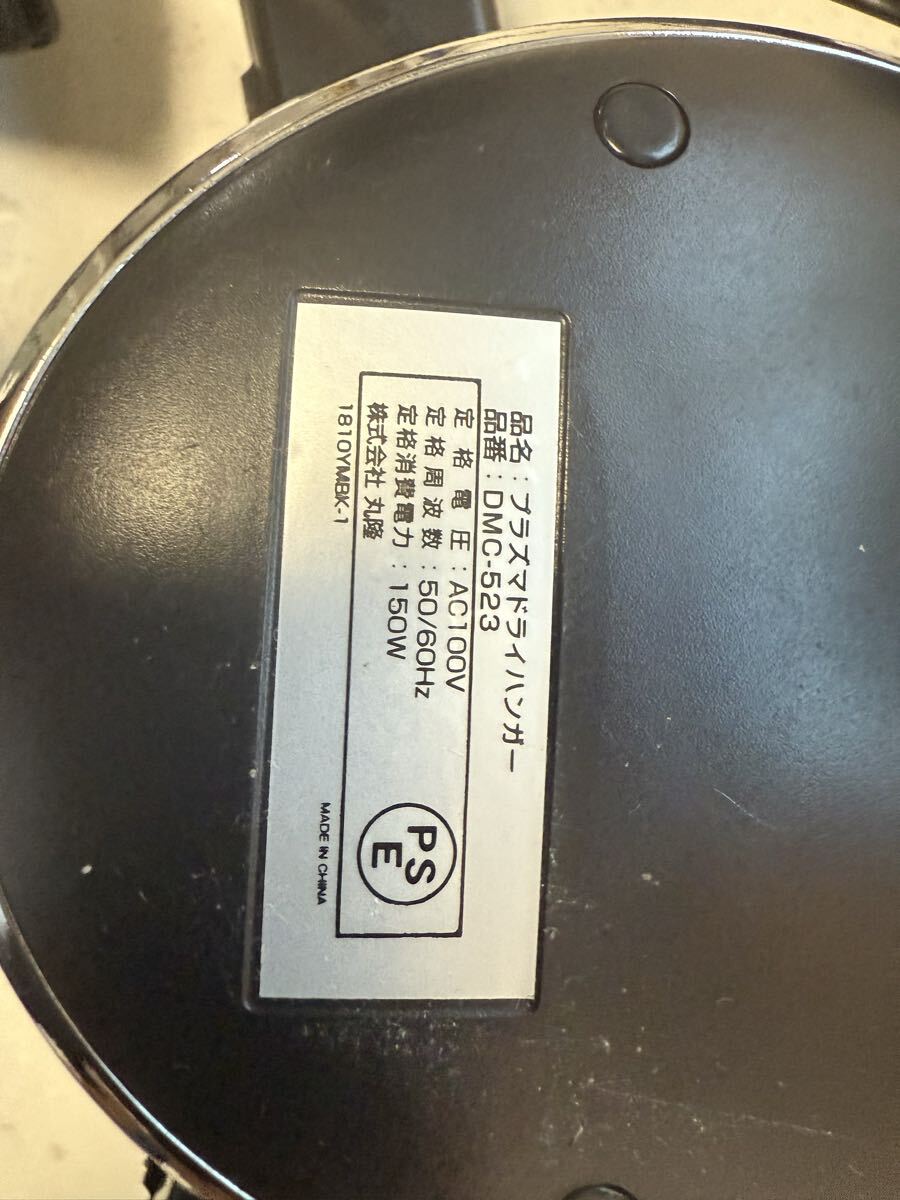 品名：プラズマドライハンガー
品番：DMC-523
定格電圧：AC100V
定格周波数：50/60Hz
定格消費電力：150W
株式会社 丸隆
1810YMBK-1
PSE
MADE IN CHINA